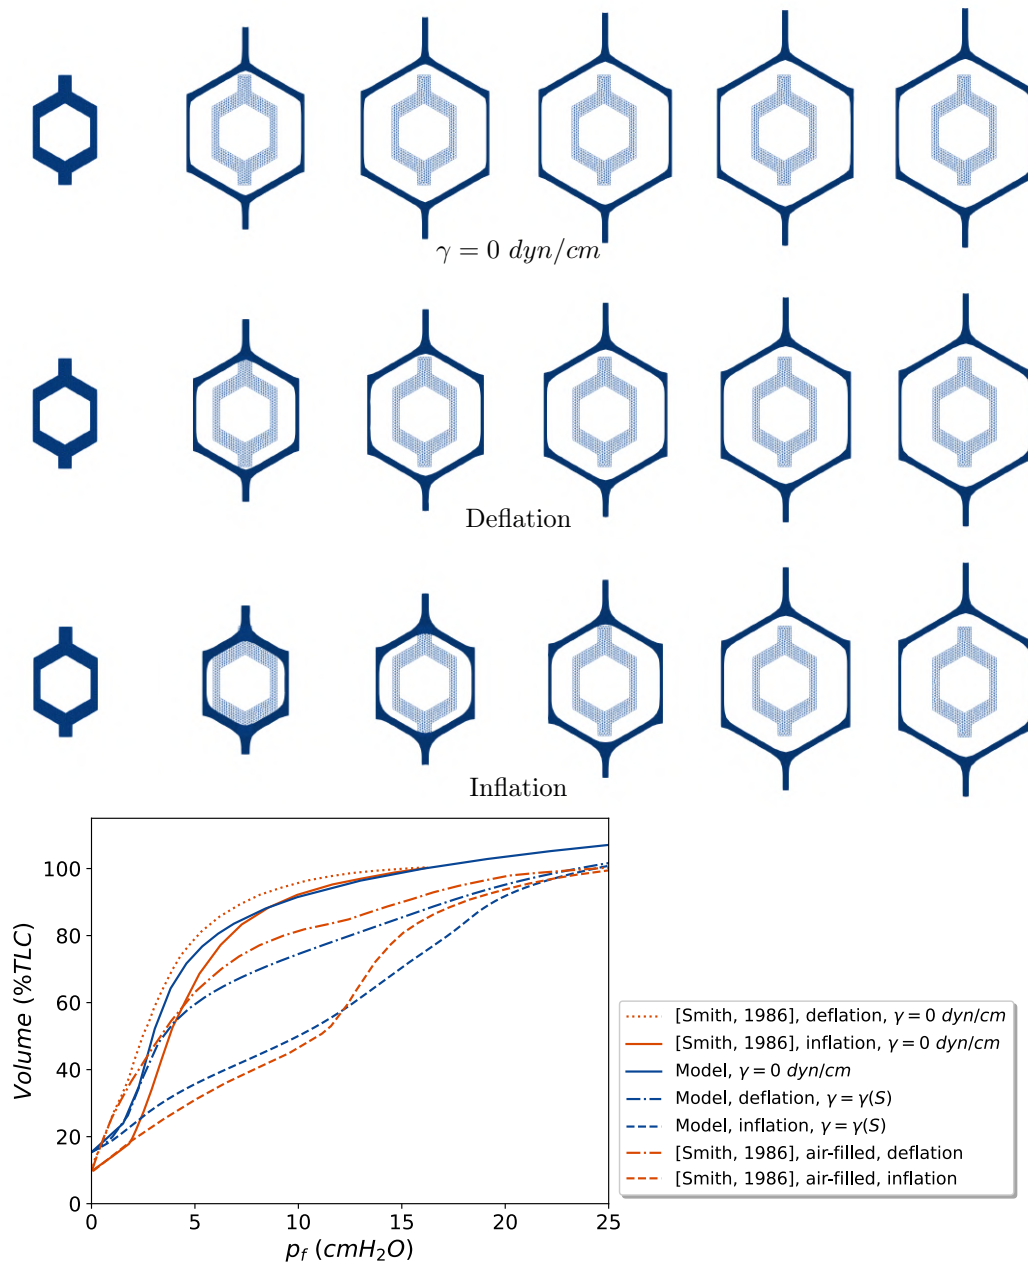 γ = 0 dyn/cm
Deflation
Inflation
Volume (%TLC)
100
80
60
40
20
0
0 5 10 15 20 25
p_f (cmH₂O)
[Smith, 1986], deflation, γ = 0 dyn/cm
[Smith, 1986], inflation, γ = 0 dyn/cm
Model, γ = 0 dyn/cm
Model, deflation, γ = γ(S)
Model, inflation, γ = γ(S)
[Smith, 1986], air-filled, deflation
[Smith, 1986], air-filled, inflation